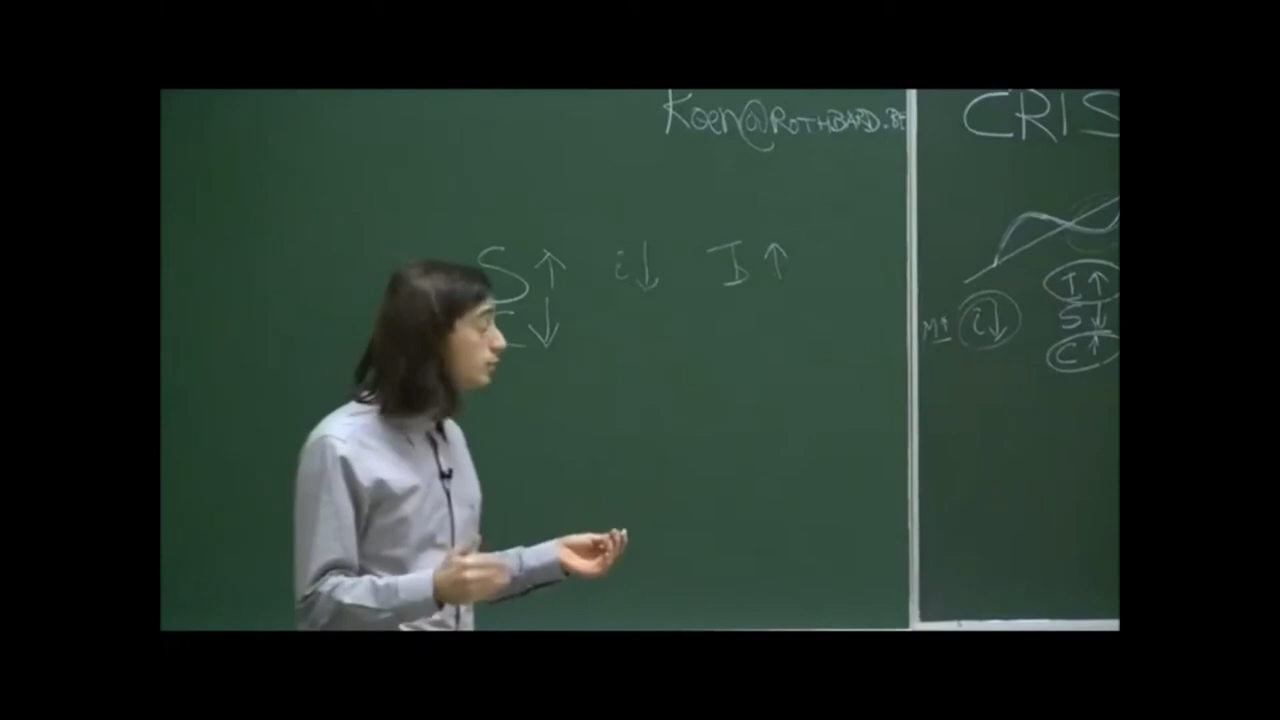 Koen@ROTHBARD.BE
S↑ i↓ I↑
C↓
CRIS
I↑
M↑ i↓ S↓
C↑